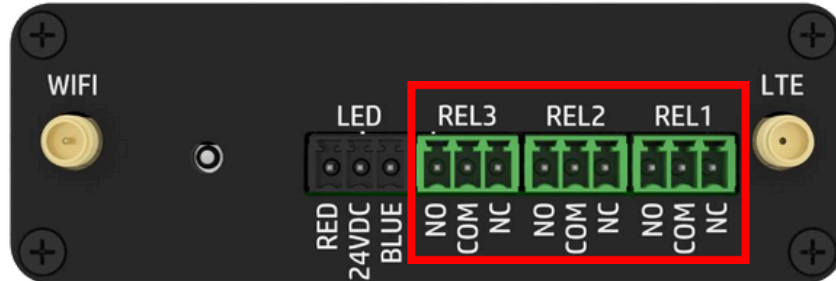 WIFI
LTE
LED REL3 REL2 REL1
RED 24VDC BLUE NO COM NC NO COM NC NO COM NC